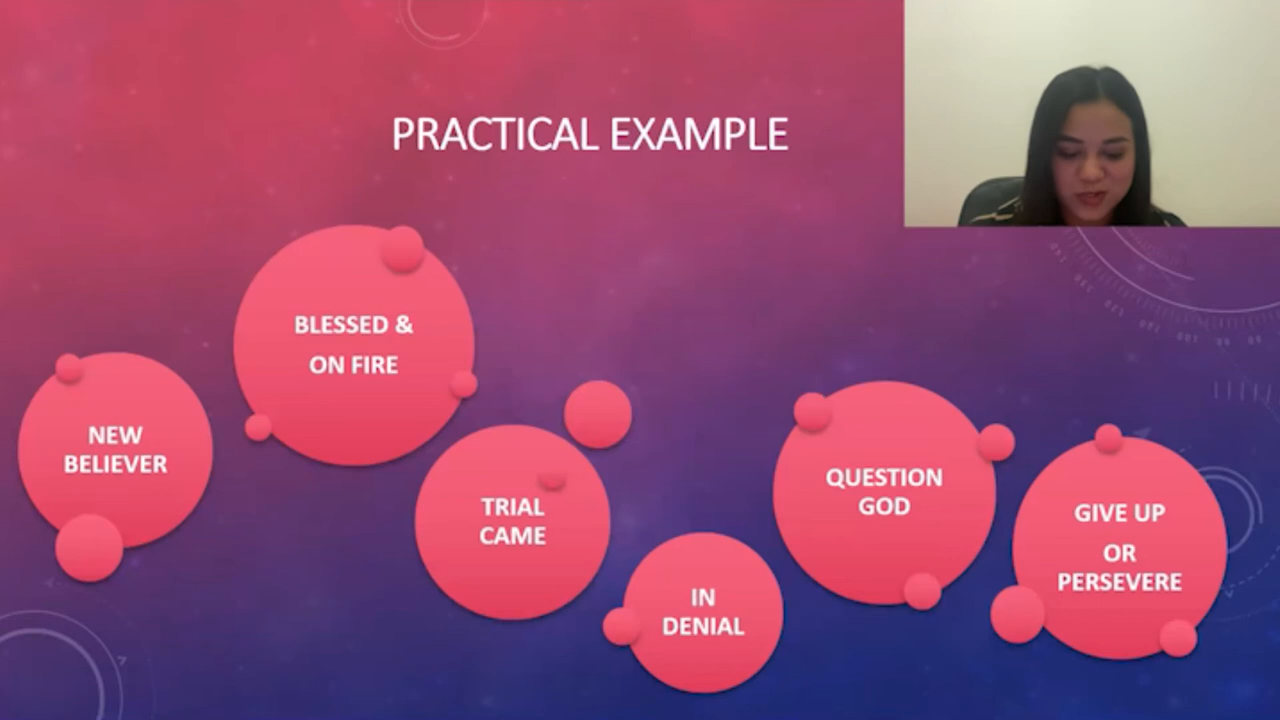 PRACTICAL EXAMPLE
NEW
BELIEVER
BLESSED &
ON FIRE
TRIAL
CAME
IN
DENIAL
QUESTION
GOD
GIVE UP
OR
PERSEVERE